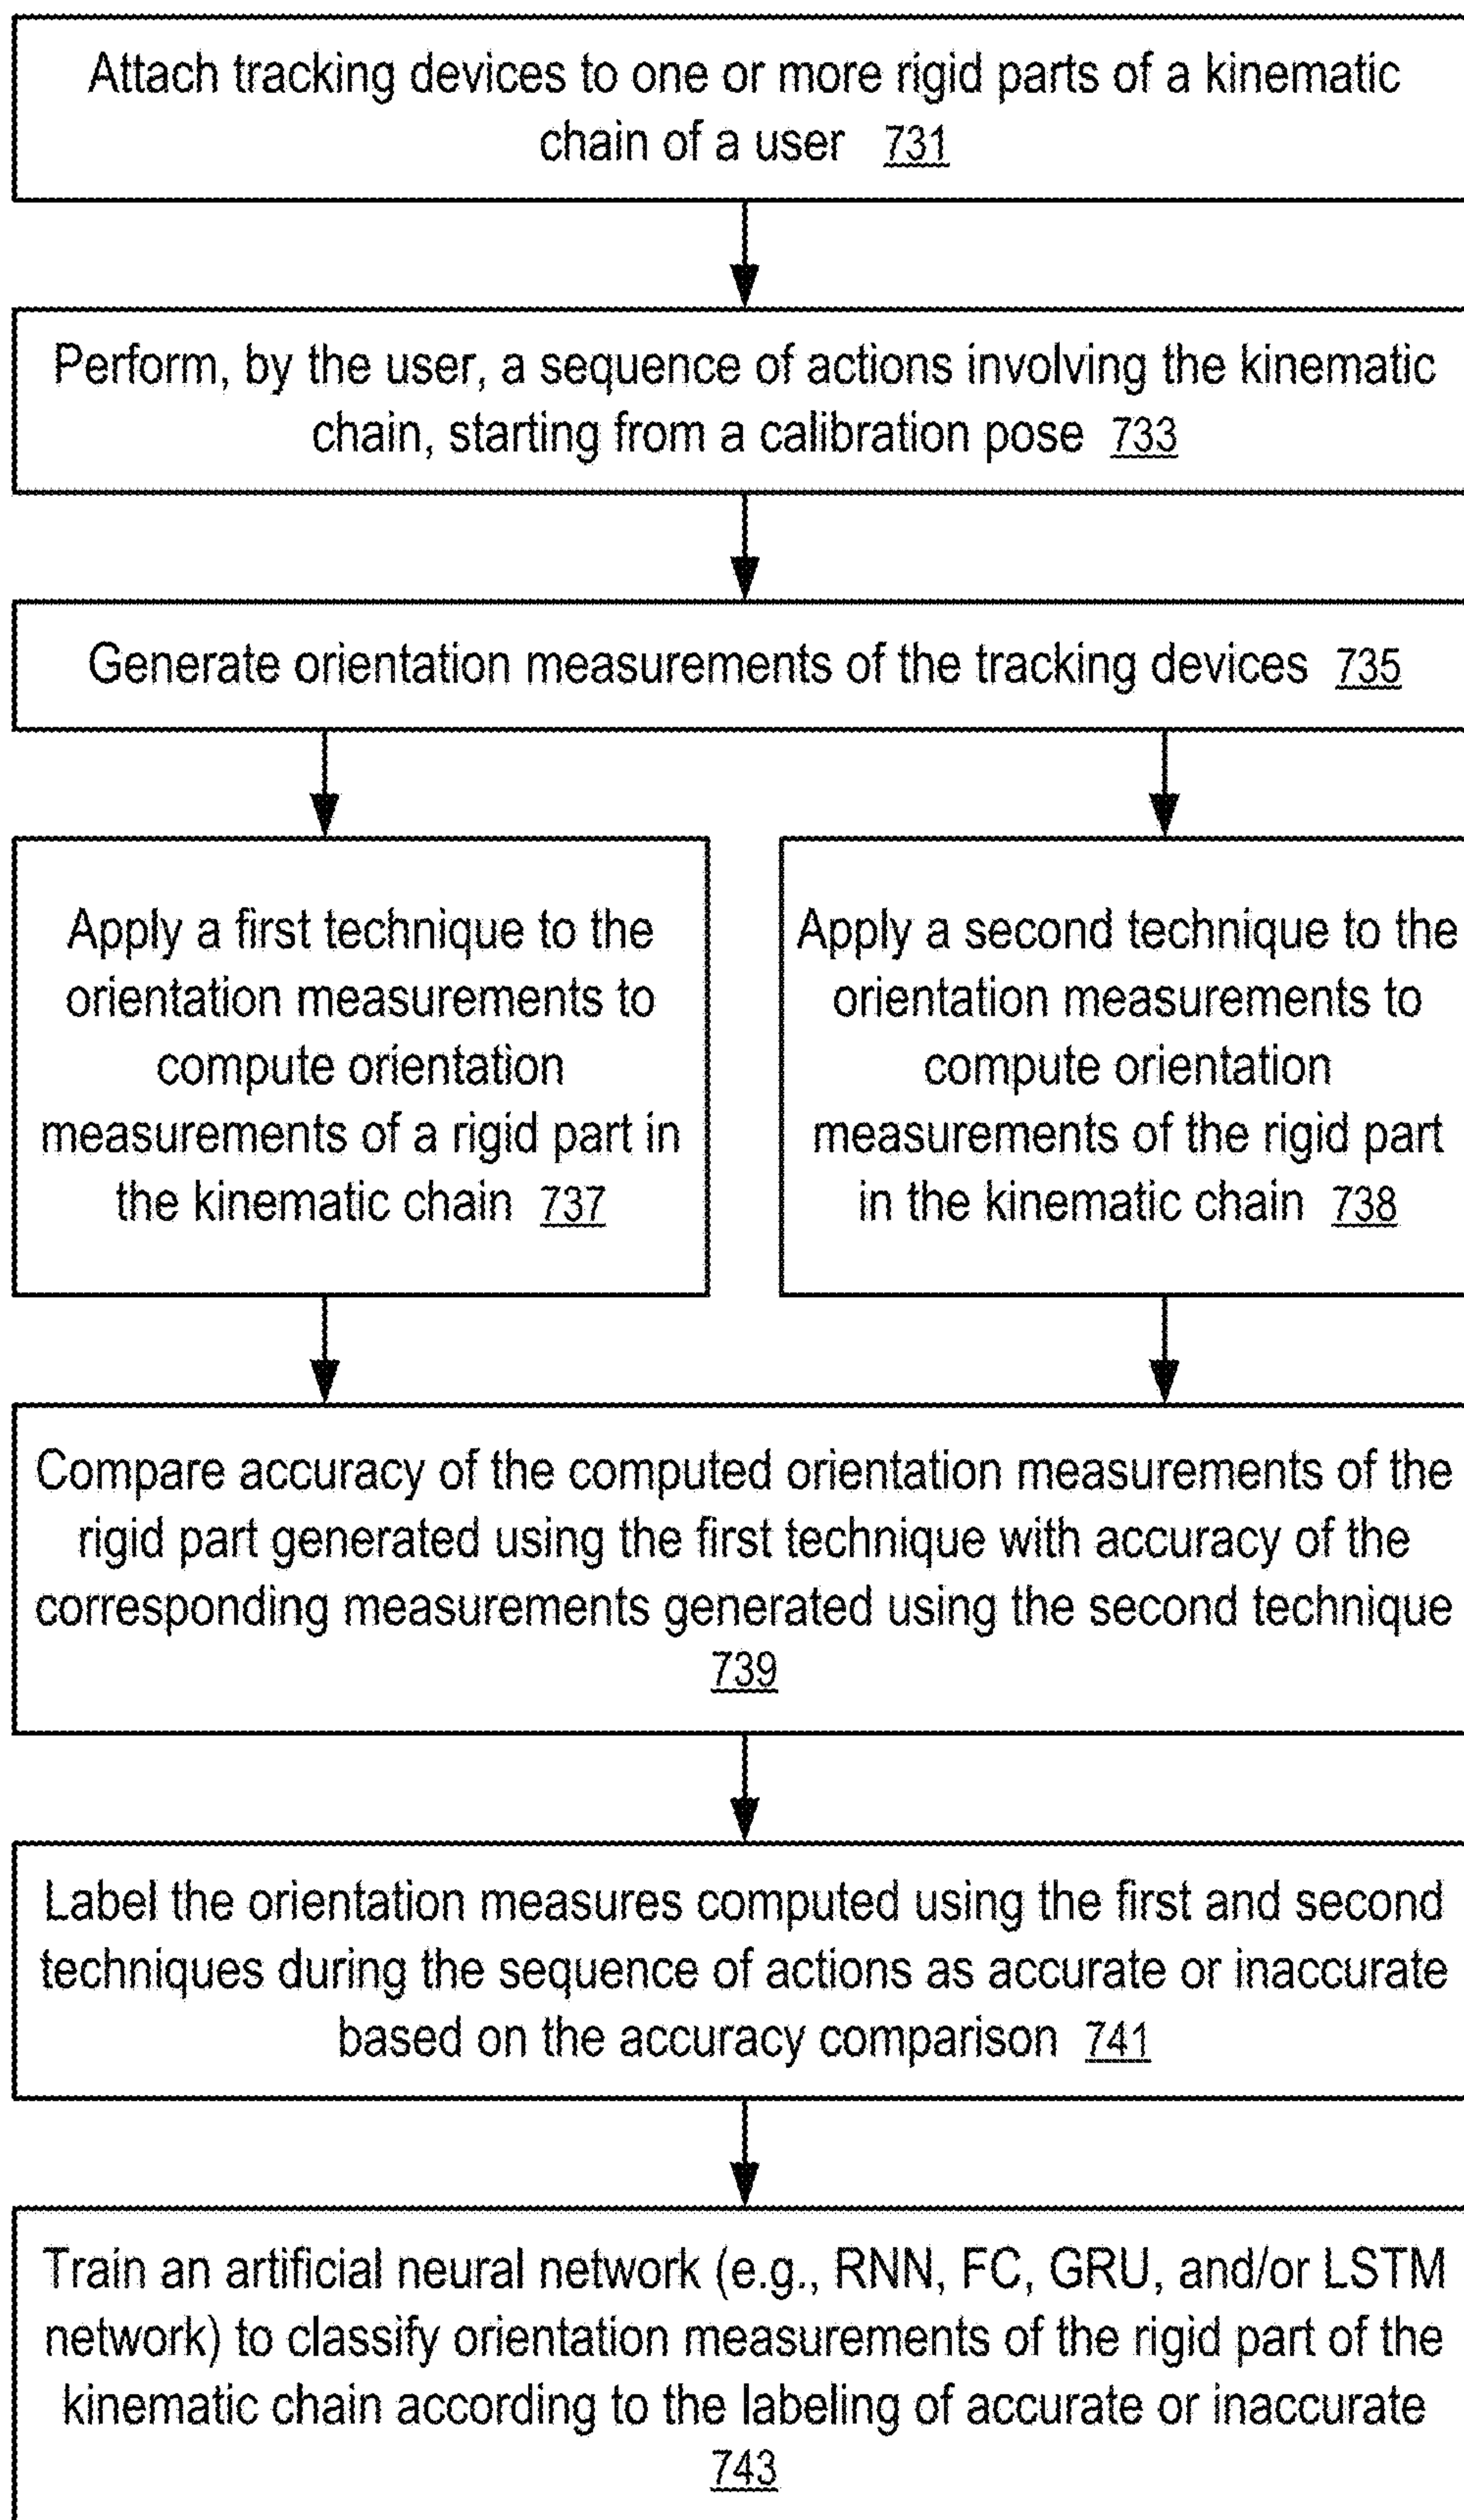 Attach tracking devices to one or more rigid parts of a kinematic
chain of a user 731
Perform, by the user, a sequence of actions involving the kinematic
chain, starting from a calibration pose 733
Generate orientation measurements of the tracking devices 735
Apply a first technique to the
orientation measurements to
compute orientation
measurements of a rigid part in
the kinematic chain 737
Apply a second technique to the
orientation measurements to
compute orientation
measurements of the rigid part
in the kinematic chain 738
Compare accuracy of the computed orientation measurements of the
rigid part generated using the first technique with accuracy of the
corresponding measurements generated using the second technique
739
Label the orientation measures computed using the first and second
techniques during the sequence of actions as accurate or inaccurate
based on the accuracy comparison 741
Train an artificial neural network (e.g., RNN, FC, GRU, and/or LSTM
network) to classify orientation measurements of the rigid part of the
kinematic chain according to the labeling of accurate or inaccurate
743